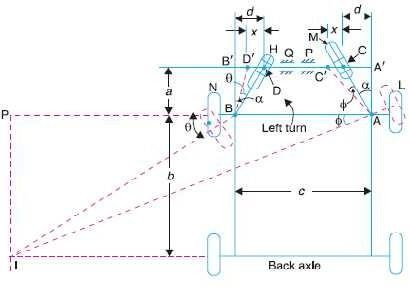 d
d
x
x
M
H
Q
P
C
B′
D′
C′
A′
a
θ
α
D
N
B
Left turn
α
ϕ
L
P
θ
ϕ
A
b
c
I
Back axle